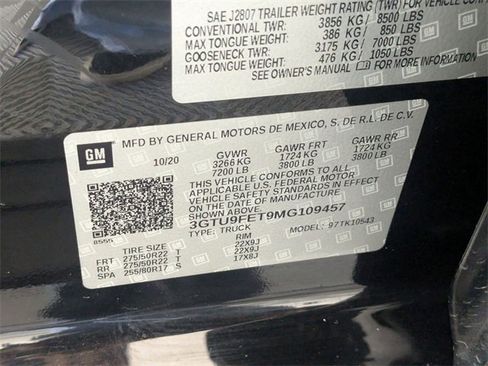 SAE J2807 TRAILER WEIGHT RATING (TWR) FOR VEHICLE
CONVENTIONAL TWR: 3856 KG / 8500 LBS
MAX TONGUE WEIGHT: 386 KG / 850 LBS
GOOSENECK TWR: 3175 KG / 7000 LBS
MAX TONGUE WEIGHT: 476 KG / 1050 LBS
SEE OWNER'S MANUAL
GM
MFD BY GENERAL MOTORS DE MEXICO, S. DE R.L. DE C.V.
10/20 GVWR GAWR FRT GAWR RR
3266 KG 1724 KG 1724 KG
7200 LB 3800 LB 3800 LB
THIS VEHICLE CONFORMS TO ALL APPLICABLE
U.S. FEDERAL MOTOR VEHICLE SAFETY
STANDARDS IN EFFECT
ON THE DATE OF MANUFACTURE
SHOWN ABOVE
3GTU9FET9MG109457
TYPE: TRUCK MODEL: 97TK10543
TIRE SIZE RIM
FRT 275/50R22 T 22X9J
RR 275/50R22 T 22X9J
SPA 255/80R17 S 17X8J